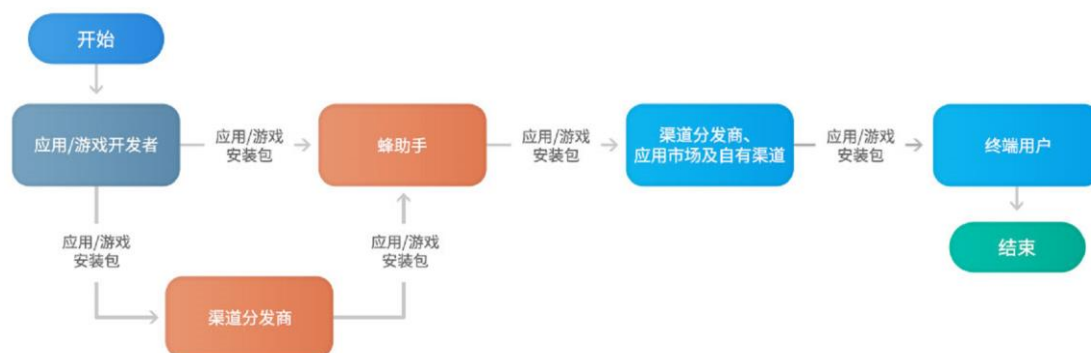 开始
应用/游戏开发者
应用/游戏
安装包
蜂助手
应用/游戏
安装包
渠道分发商、
应用市场及自有渠道
应用/游戏
安装包
终端用户
应用/游戏
安装包
应用/游戏
安装包
结束
渠道分发商